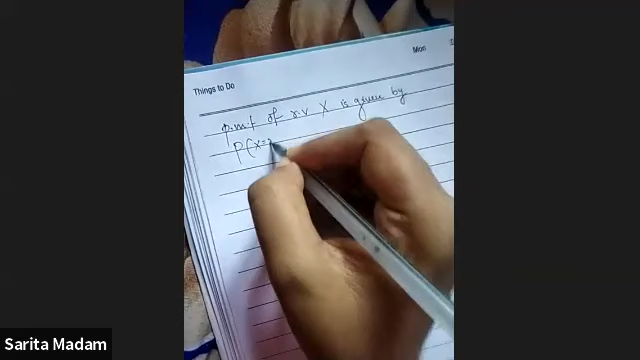 Things to Do
Mon
p.m.f of r.v X is given by
P(X=
Sarita Madam